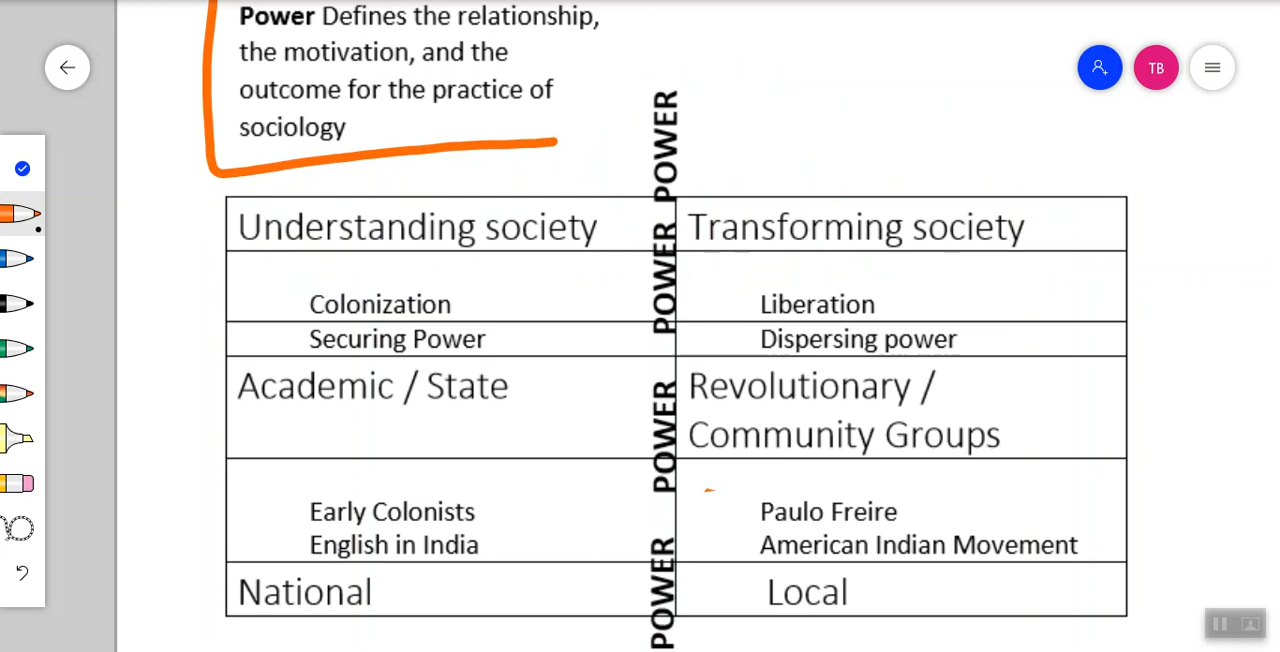 Power Defines the relationship,
the motivation, and the
outcome for the practice of
sociology
TB
POWER
POWER
POWER
POWER
Understanding society
Transforming society
Colonization
Liberation
Securing Power
Dispersing power
Academic / State
Revolutionary /
Community Groups
Early Colonists
English in India
Paulo Freire
American Indian Movement
National
Local